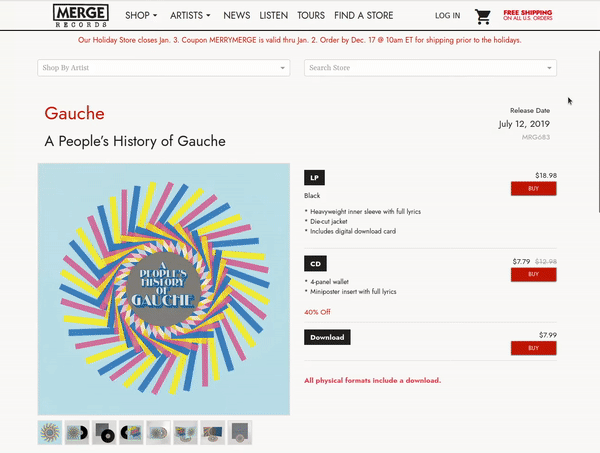 MERGE
RECORDS
SHOP ARTISTS NEWS LISTEN TOURS FIND A STORE LOG IN FREE SHIPPING
ON ALL U.S. ORDERS
Our Holiday Store closes Jan. 3. Coupon MERRYMERGE is valid thru Jan. 2. Order by Dec. 17 @ 10am ET for shipping prior to the holidays.
Shop By Artist Search Store
Gauche
A People's History of Gauche
Release Date
July 12, 2019
MRG683
A
PEOPLE'S
HISTORY
OF
GAUCHE
LP $18.98
Black BUY
* Heavyweight inner sleeve with full lyrics
* Die-cut jacket
* Includes digital download card
CD $7.79 $12.98
BUY
* 4-panel wallet
* Miniposter insert with full lyrics
40% Off
Download $7.99
BUY
All physical formats include a download.